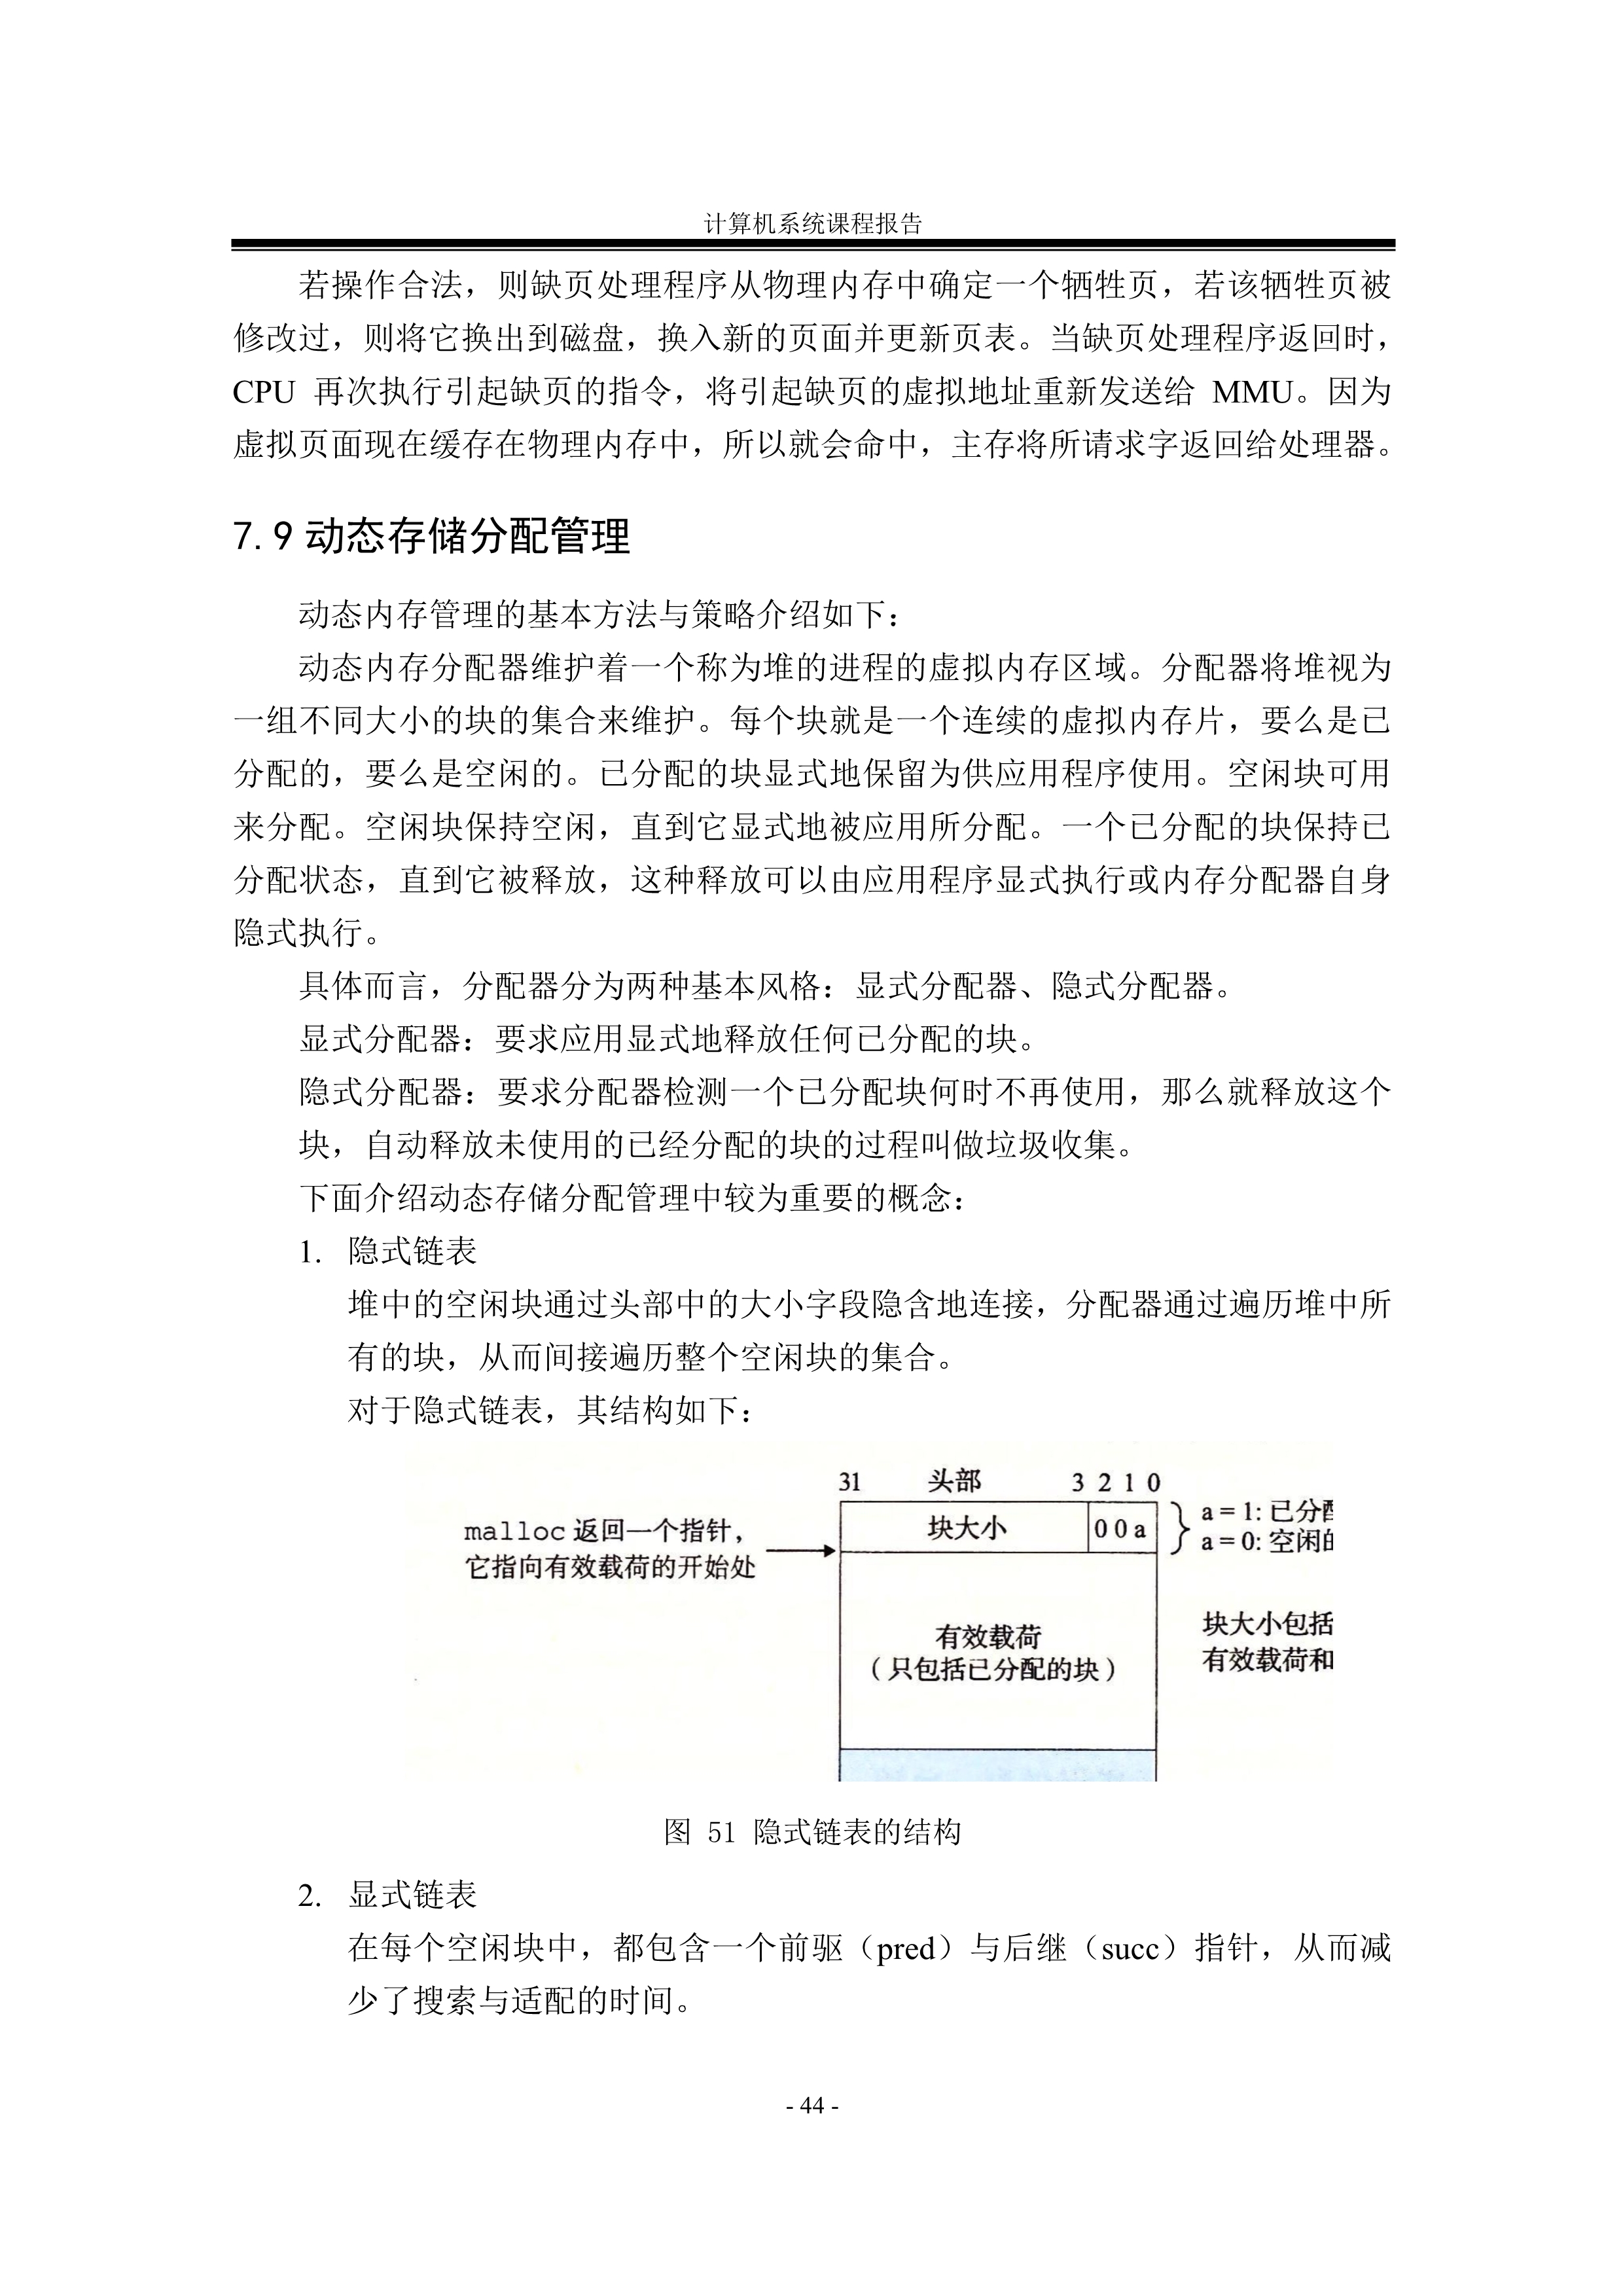 计算机系统课程报告
若操作合法，则缺页处理程序从物理内存中确定一个牺牲页，若该牺牲页被
修改过，则将它换出到磁盘，换入新的页面并更新页表。当缺页处理程序返回时，
CPU 再次执行引起缺页的指令，将引起缺页的虚拟地址重新发送给 MMU。因为
虚拟页面现在缓存在物理内存中，所以就会命中，主存将所请求字返回给处理器。
7.9 动态存储分配管理
动态内存管理的基本方法与策略介绍如下：
动态内存分配器维护着一个称为堆的进程的虚拟内存区域。分配器将堆视为
一组不同大小的块的集合来维护。每个块就是一个连续的虚拟内存片，要么是已
分配的，要么是空闲的。已分配的块显式地保留为供应用程序使用。空闲块可用
来分配。空闲块保持空闲，直到它显式地被应用所分配。一个已分配的块保持已
分配状态，直到它被释放，这种释放可以由应用程序显式执行或内存分配器自身
隐式执行。
具体而言，分配器分为两种基本风格：显式分配器、隐式分配器。
显式分配器：要求应用显式地释放任何已分配的块。
隐式分配器：要求分配器检测一个已分配块何时不再使用，那么就释放这个
块，自动释放未使用的已经分配的块的过程叫做垃圾收集。
下面介绍动态存储分配管理中较为重要的概念：
1. 隐式链表
堆中的空闲块通过头部中的大小字段隐含地连接，分配器通过遍历堆中所
有的块，从而间接遍历整个空闲块的集合。
对于隐式链表，其结构如下：
31 头部 3 2 1 0
块大小 0 0 a
a = 1: 已分
a = 0: 空闲
malloc 返回一个指针，
它指向有效载荷的开始处
有效载荷
（只包括已分配的块）
块大小包括
有效载荷和
图 51 隐式链表的结构
2. 显式链表
在每个空闲块中，都包含一个前驱（pred）与后继（succ）指针，从而减
少了搜索与适配的时间。
- 44 -